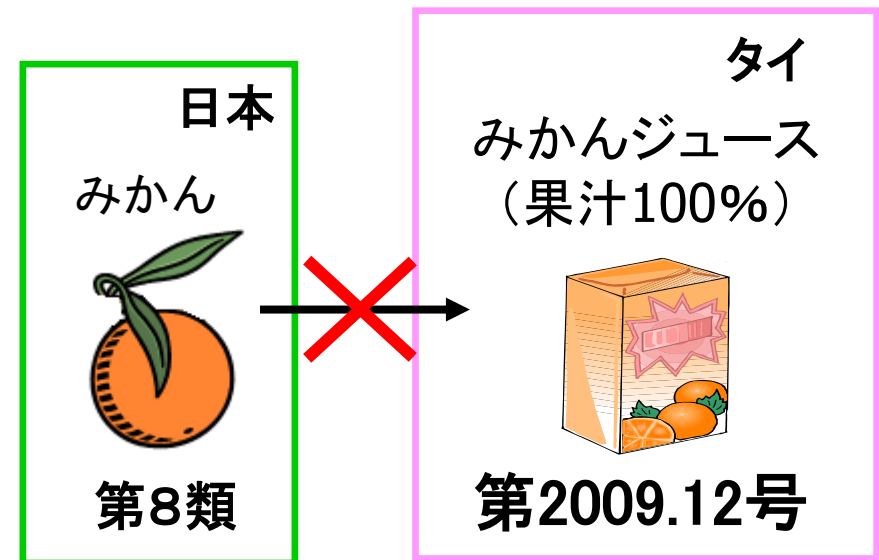 日本
みかん
第８類
タイ
みかんジュース
（果汁100％）
第2009.12号